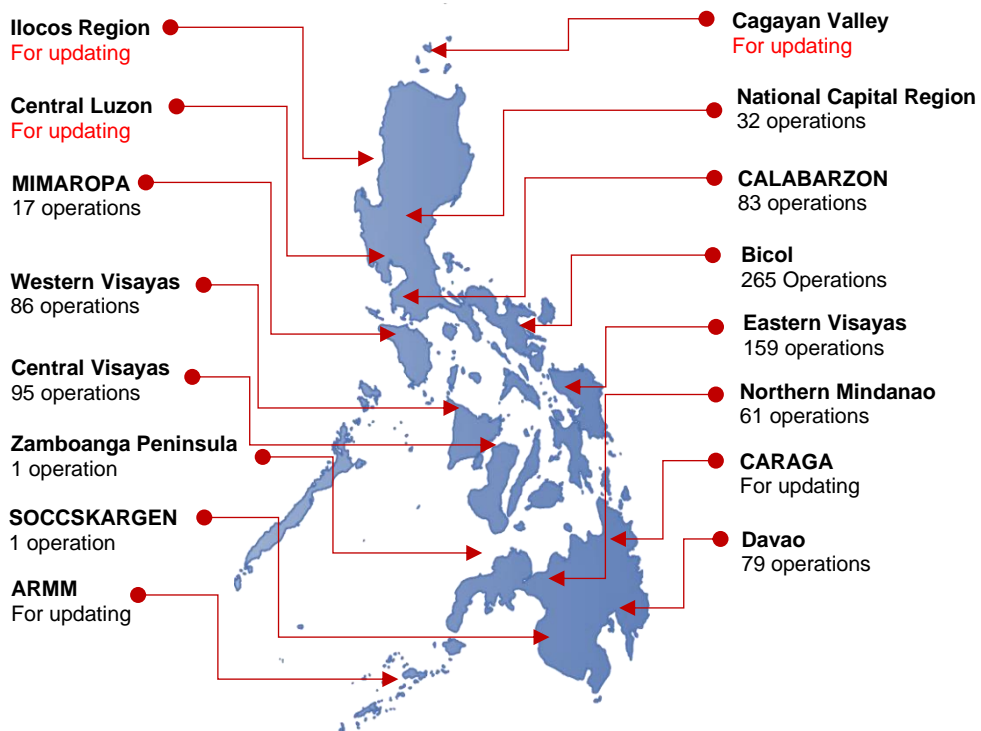 Ilocos Region
For updating
Central Luzon
For updating
MIMAROPA
17 operations
Western Visayas
86 operations
Central Visayas
95 operations
Zamboanga Peninsula
1 operation
SOCCSKARGEN
1 operation
ARMM
For updating
Cagayan Valley
For updating
National Capital Region
32 operations
CALABARZON
83 operations
Bicol
265 Operations
Eastern Visayas
159 operations
Northern Mindanao
61 operations
CARAGA
For updating
Davao
79 operations